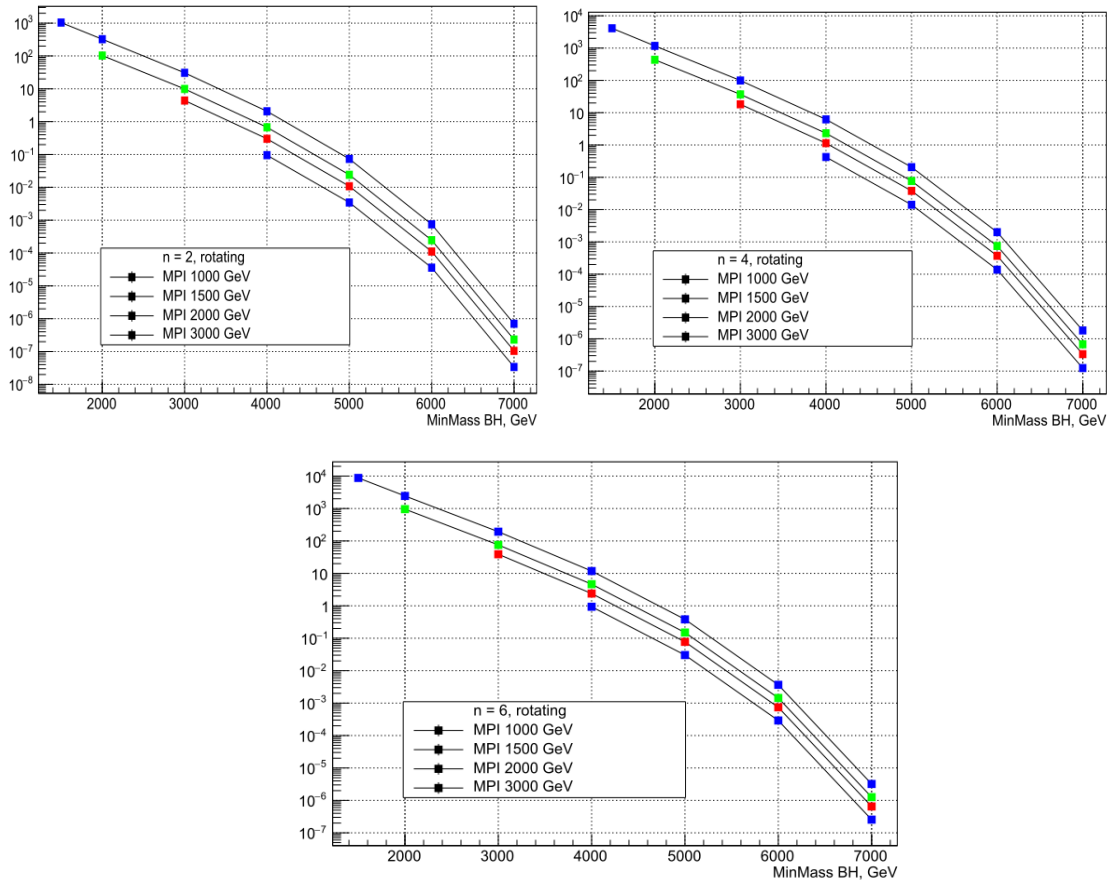 10³
10²
10
1
10⁻¹
10⁻²
10⁻³
10⁻⁴
10⁻⁵
10⁻⁶
10⁻⁷
10⁻⁸
n = 2, rotating
MPI 1000 GeV
MPI 1500 GeV
MPI 2000 GeV
MPI 3000 GeV
2000 3000 4000 5000 6000 7000
MinMass BH, GeV
10⁴
10³
10²
10
1
10⁻¹
10⁻²
10⁻³
10⁻⁴
10⁻⁵
10⁻⁶
10⁻⁷
n = 4, rotating
MPI 1000 GeV
MPI 1500 GeV
MPI 2000 GeV
MPI 3000 GeV
2000 3000 4000 5000 6000 7000
MinMass BH, GeV
10⁴
10³
10²
10
1
10⁻¹
10⁻²
10⁻³
10⁻⁴
10⁻⁵
10⁻⁶
10⁻⁷
n = 6, rotating
MPI 1000 GeV
MPI 1500 GeV
MPI 2000 GeV
MPI 3000 GeV
2000 3000 4000 5000 6000 7000
MinMass BH, GeV